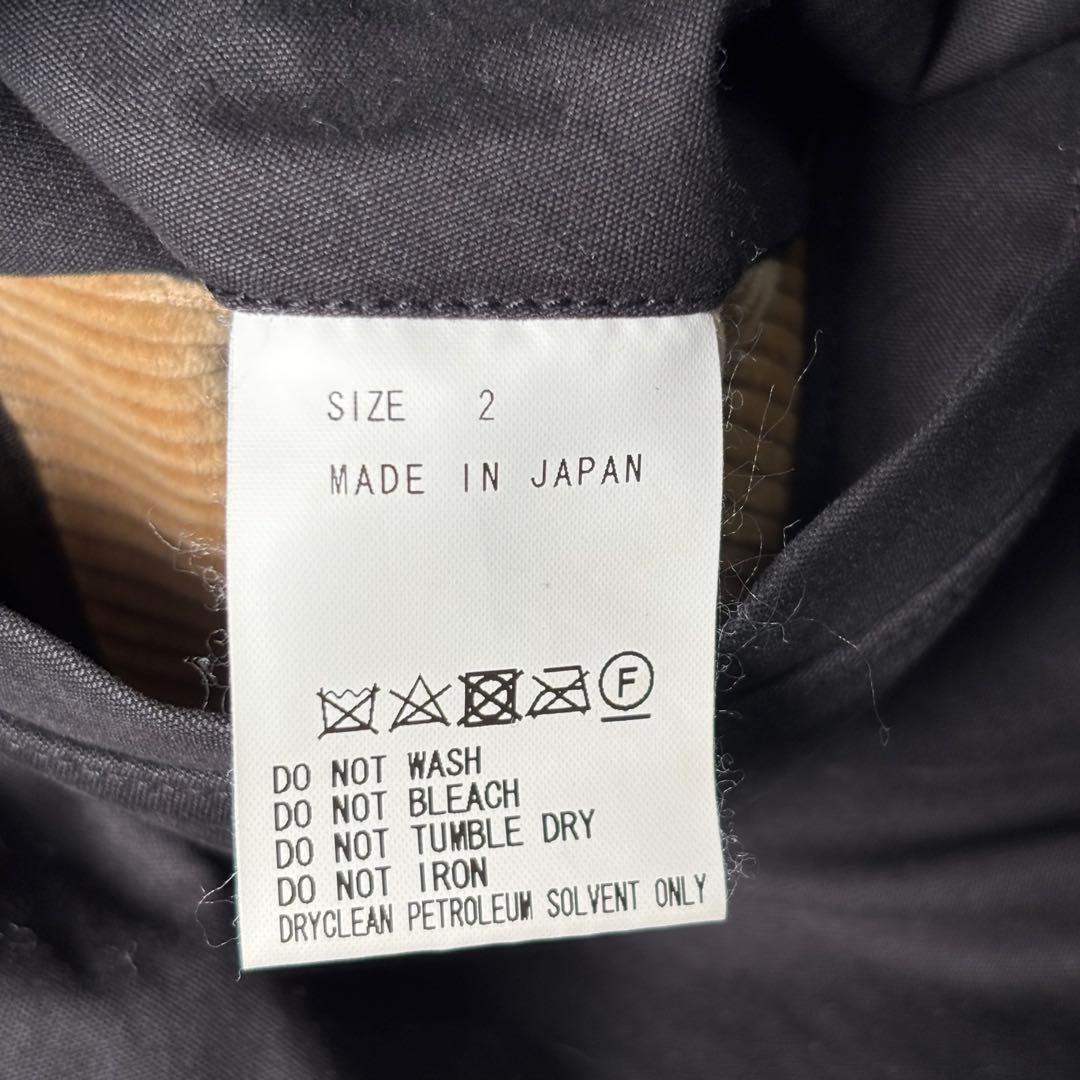 SIZE 2
MADE IN JAPAN
F
DO NOT WASH
DO NOT BLEACH
DO NOT TUMBLE DRY
DO NOT IRON
DRYCLEAN PETROLEUM SOLVENT ONLY